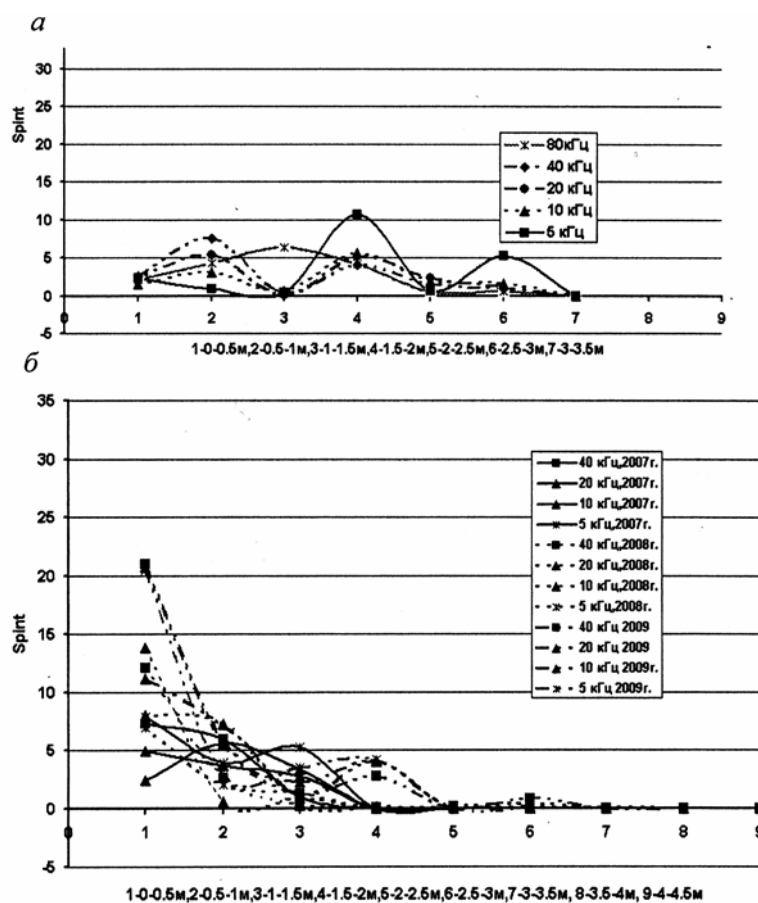 а
30
25
20
15
10
5
0
-5
Spint
80кГц
40 кГц
20 кГц
10 кГц
5 кГц
0 1 2 3 4 5 6 7 8 9
1-0-0.5м,2-0.5-1м,3-1-1.5м,4-1.5-2м,5-2-2.5м,6-2.5-3м,7-3-3.5м
б
35
30
25
20
15
10
5
0
-5
Spint
40 кГц,2007г.
20 кГц,2007г.
10 кГц,2007г.
5 кГц,2007г.
40 кГц,2008г.
20 кГц,2008г.
10 кГц,2008г.
5 кГц,2008г.
40 кГц 2009
20 кГц 2009
10 кГц 2009г.
5 кГц 2009г.
0 1 2 3 4 5 6 7 8 9
1-0-0.5м,2-0.5-1м,3-1-1.5м,4-1.5-2м,5-2-2.5м,6-2.5-3м,7-3-3.5м, 8-3.5-4м, 9-4-4.5м